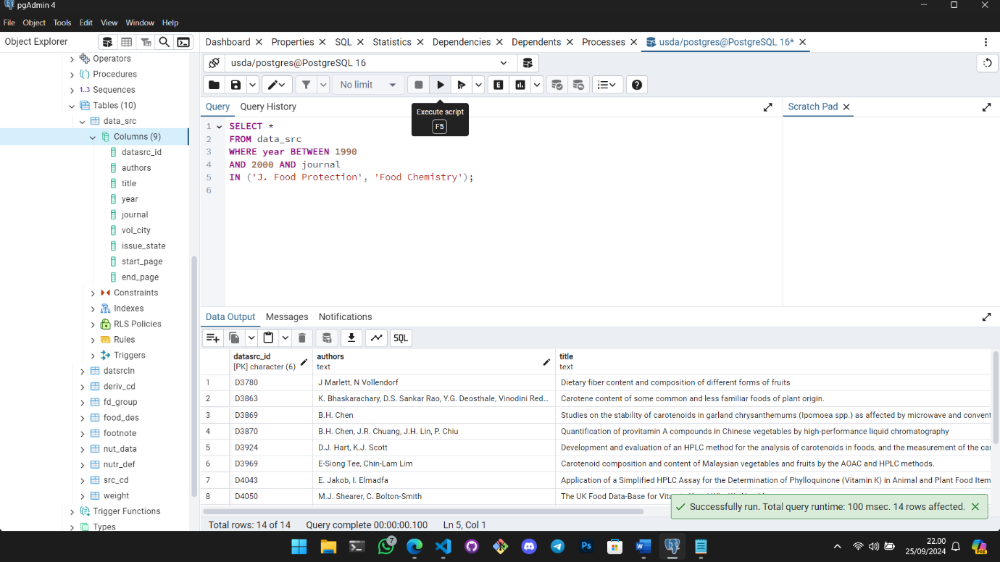 pgAdmin 4
File Object Tools Edit View Window Help
Object Explorer
Dashboard Properties SQL Statistics Dependencies Dependents Processes usda/postgres@PostgreSQL 16*
usda/postgres@PostgreSQL 16
No limit
E
Query Query History
Execute script
F5
Scratch Pad
Operators
Procedures
1..3 Sequences
Tables (10)
data_src
Columns (9)
datasrc_id
authors
title
year
journal
vol_city
issue_state
start_page
end_page
Constraints
Indexes
RLS Policies
Rules
Triggers
datsrcln
deriv_cd
fd_group
food_des
footnote
nut_data
nutr_def
src_cd
weight
Trigger Functions
Types
1 SELECT *
2 FROM data_src
3 WHERE year BETWEEN 1990
4 AND 2000 AND journal
5 IN ('J. Food Protection', 'Food Chemistry');
6
Data Output Messages Notifications
SQL
datasrc_id authors title
[PK] character (6) text text
1 D3780 J Marlett, N Vollendorf Dietary fiber content and composition of different forms of fruits
2 D3863 K. Bhaskarachary, D.S. Sankar Rao, Y.G. Deosthale, Vinodini Red... Carotene content of some common and less familiar foods of plant origin.
3 D3869 B.H. Chen Studies on the stability of carotenoids in garland chrysanthemums (Ipomoea spp.) as affected by microwave and convent
4 D3870 B.H. Chen, J.R. Chuang, J.H. Lin, P. Chiu Quantification of provitamin A compounds in Chinese vegetables by high-performance liquid chromatography
5 D3924 D.J. Hart, K.J. Scott Development and evaluation of an HPLC method for the analysis of carotenoids in foods, and the measurement of the car
6 D3969 E-Siong Tee, Chin-Lam Lim Carotenoid composition and content of Malaysian vegetables and fruits by the AOAC and HPLC methods.
7 D4043 E. Jakob, I. Elmadfa Application of a Simplified HPLC Assay for the Determination of Phylloquinone (Vitamin K) in Animal and Plant Food Item
8 D4050 M.J. Shearer, C. Bolton-Smith The UK Food Data-Base for
Successfully run. Total query runtime: 100 msec. 14 rows affected.
Total rows: 14 of 14 Query complete 00:00:00.100 Ln 5, Col 1
7
Ps
W
22.00
25/09/2024
PRE